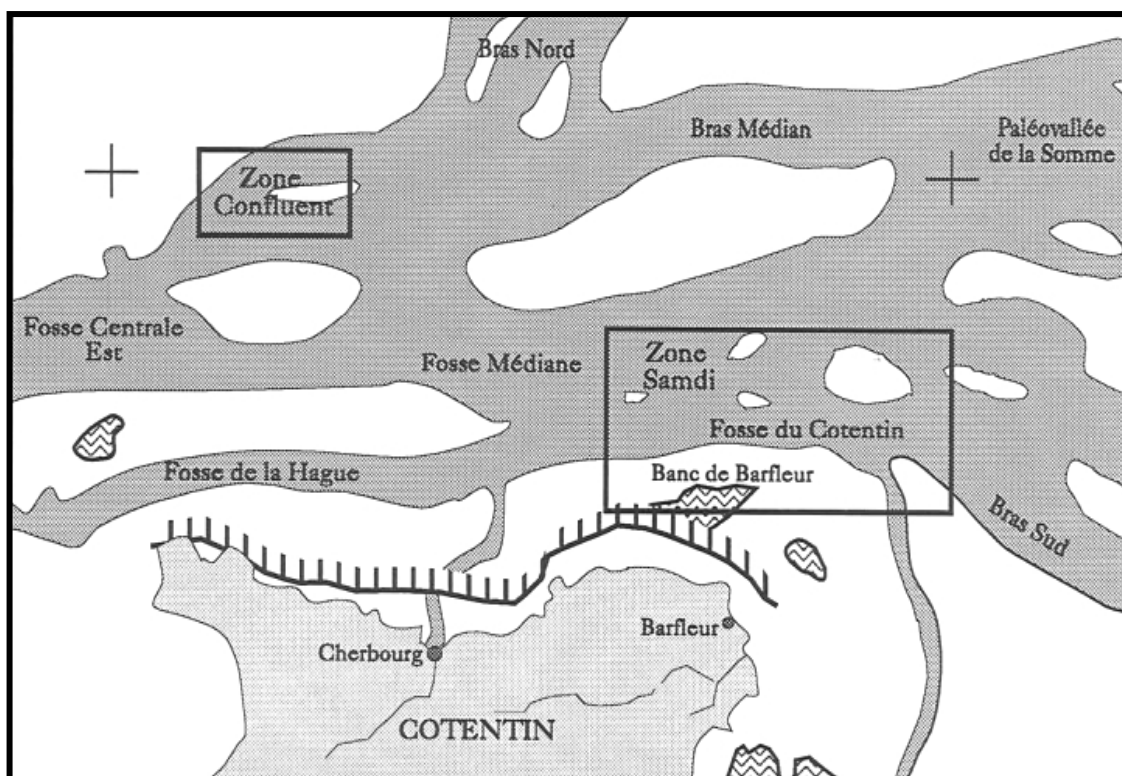 Bras Nord
Bras Médian
Paléovallée
de la Somme
Zone
Confluent
Fosse Centrale
Est
Fosse Médiane
Zone
Samdi
Fosse du Cotentin
Fosse de la Hague
Banc de Barfleur
Bras Sud
Barfleur
Cherbourg
COTENTIN